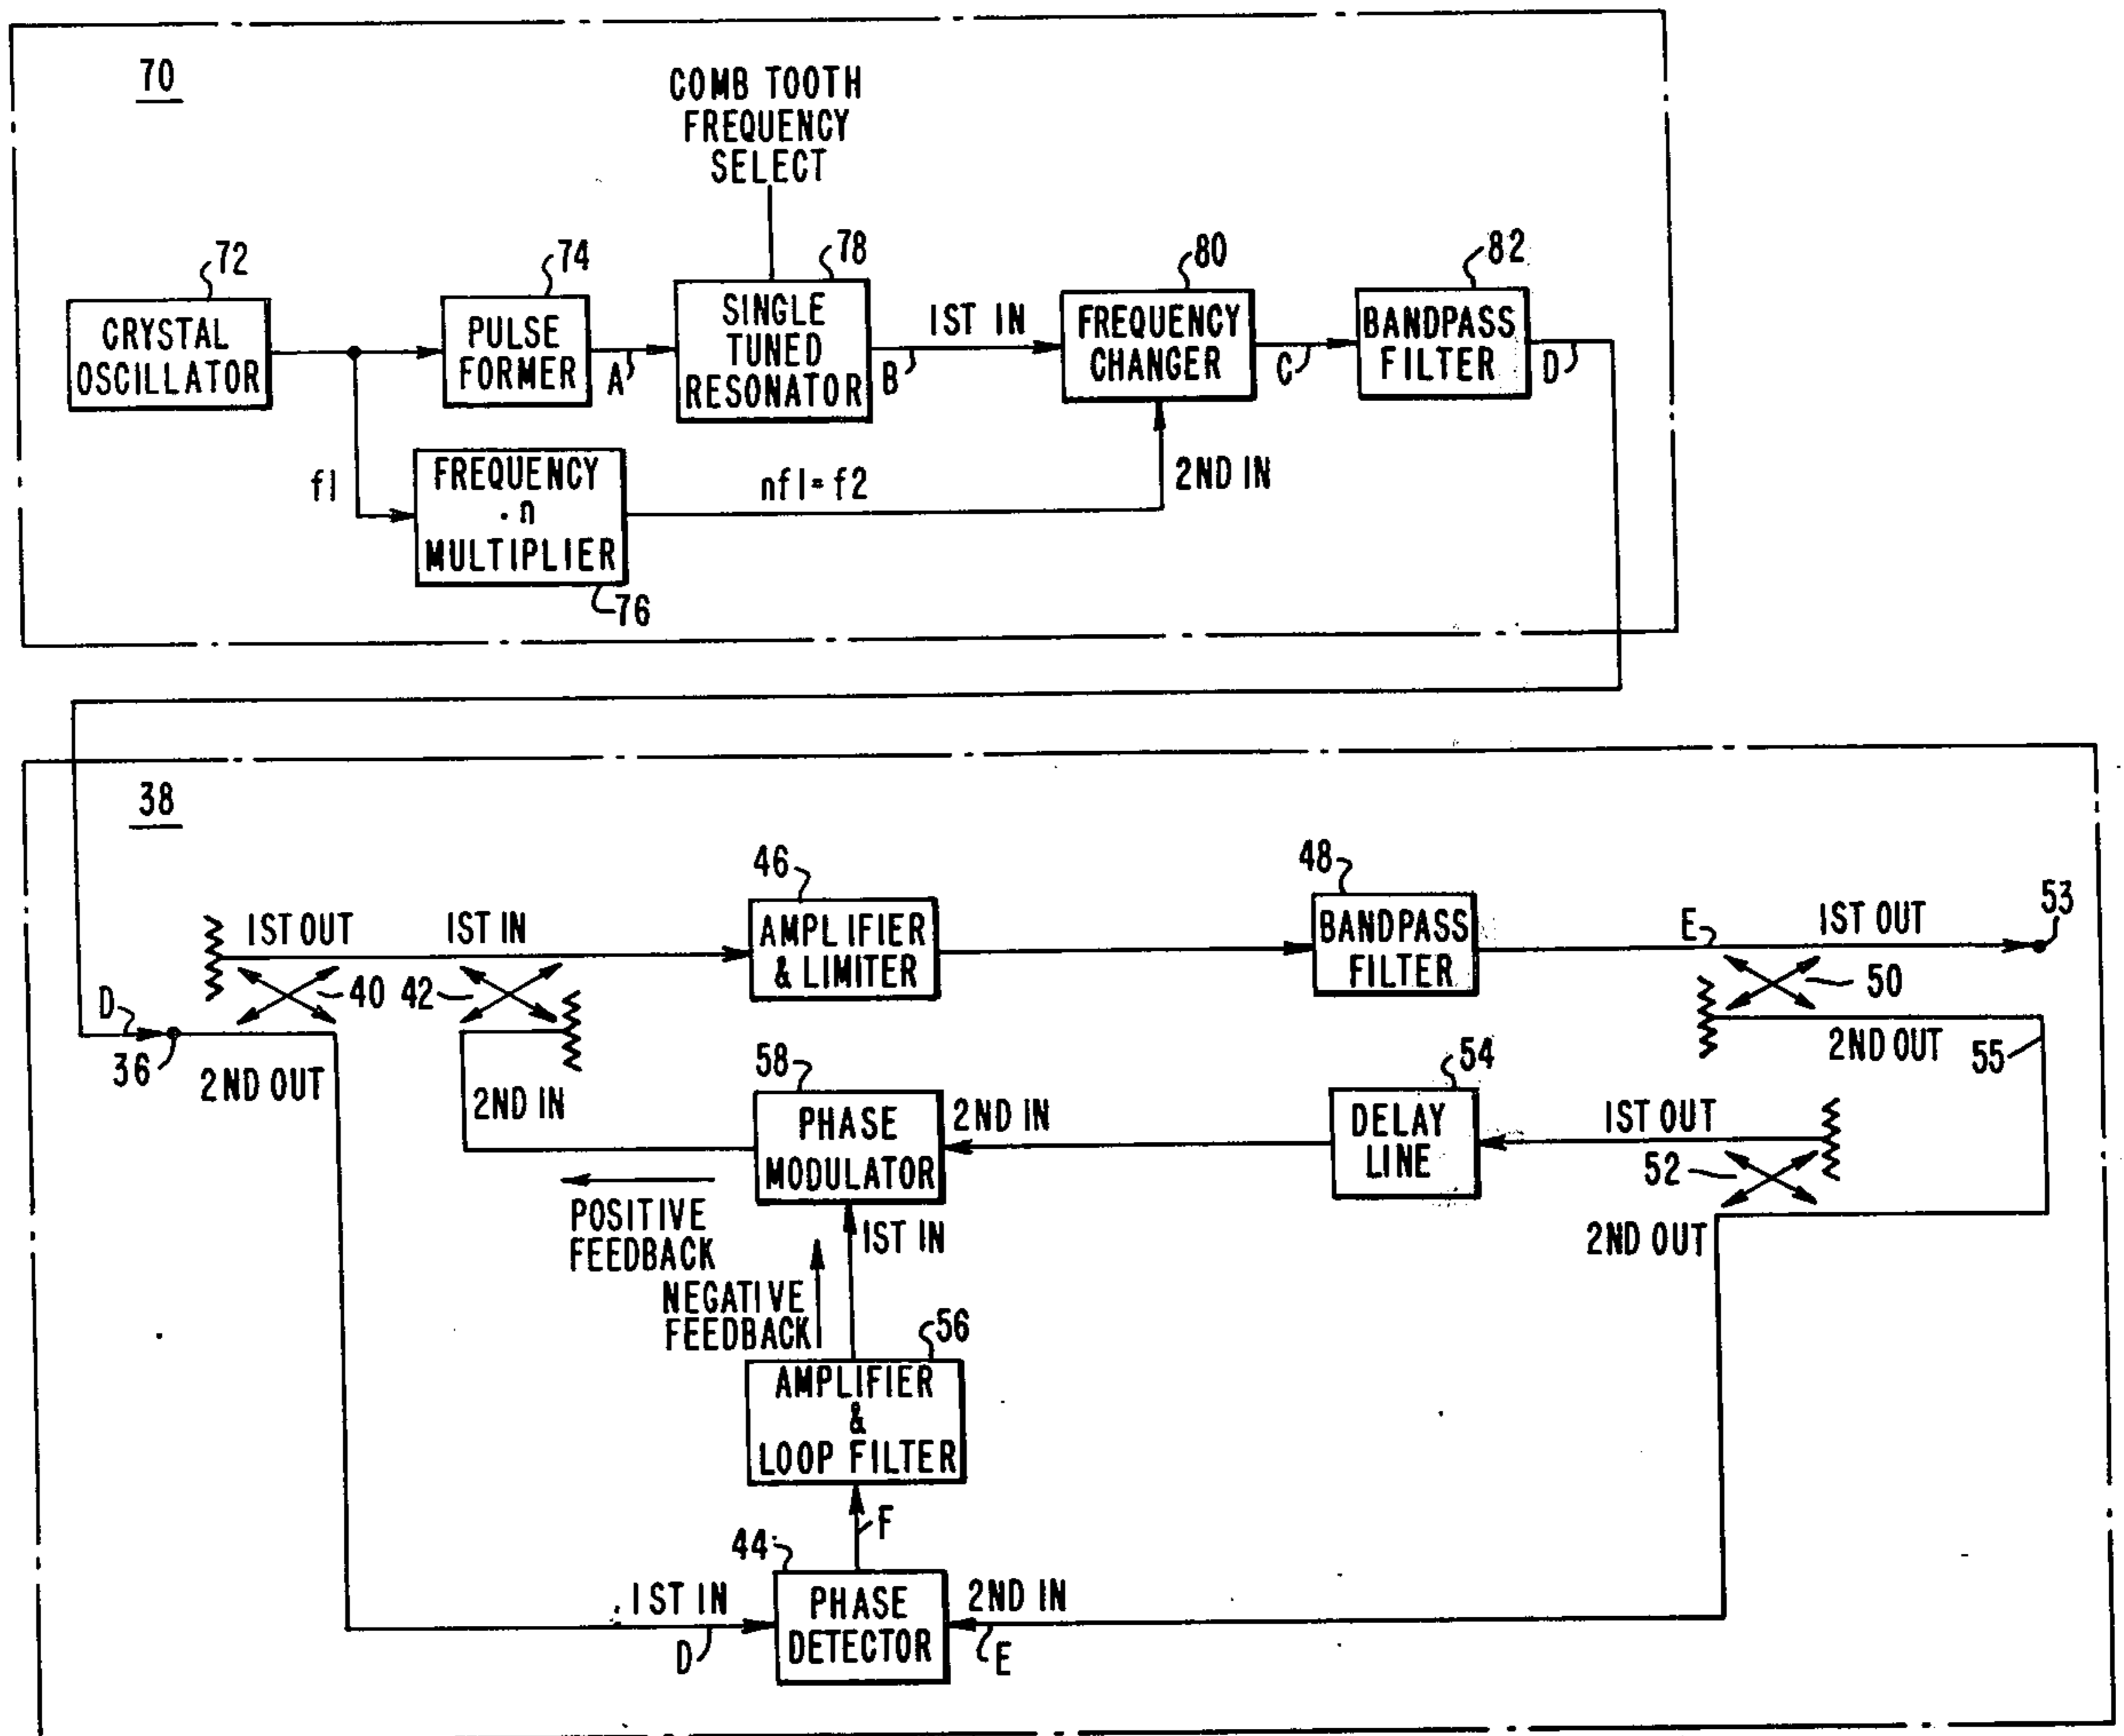 70
COMB TOOTH
FREQUENCY
SELECT
72
CRYSTAL
OSCILLATOR
74
PULSE
FORMER
A
78
SINGLE
TUNED
RESONATOR
B
1ST IN
80
FREQUENCY
CHANGER
C
82
BANDPASS
FILTER
D
f1
FREQUENCY
· n
MULTIPLIER
76
nf1=f2
2ND IN
38
D
36
1ST OUT
40
2ND OUT
1ST IN
42
2ND IN
46
AMPLIFIER
& LIMITER
48
BANDPASS
FILTER
E
1ST OUT
53
50
2ND OUT
55
58
PHASE
MODULATOR
2ND IN
54
DELAY
LINE
1ST OUT
52
2ND OUT
POSITIVE
FEEDBACK
1ST IN
NEGATIVE
FEEDBACK
56
AMPLIFIER
&
LOOP FILTER
F
44
PHASE
DETECTOR
1ST IN
D
2ND IN
E